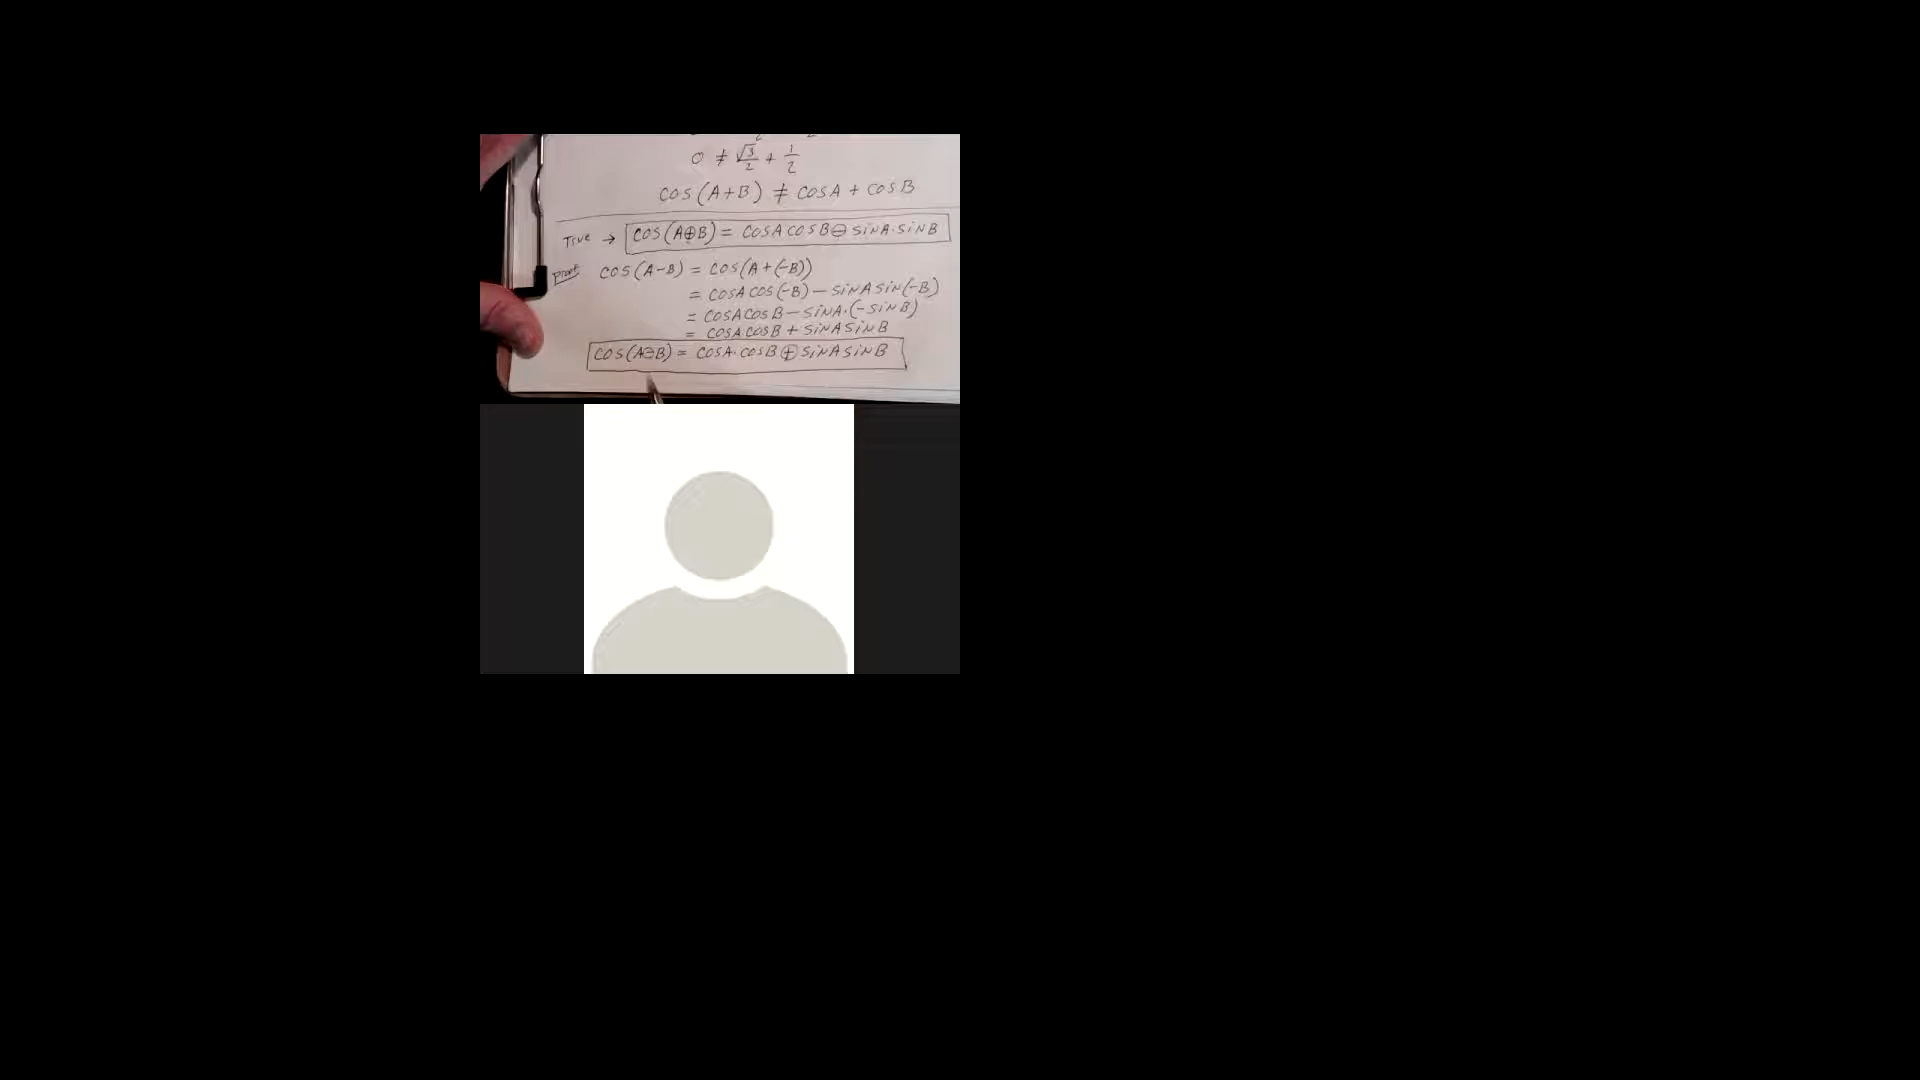 0 ≠ √3/2 + 1/2
COS(A+B) ≠ COSA + COSB
True → COS(A⊕B) = COSA COSB ⊖ SINA·SINB
Proof COS(A-B) = COS(A+(-B))
= COSA COS(-B) - SINA SIN(-B)
= COSA COSB - SINA·(-SINB)
= COSA COSB + SINA SINB
COS(A⊖B) = COSA·COSB ⊕ SINA SINB